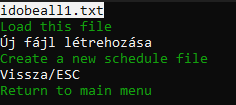 idobeall1.txt
Load this file
Új fájl létrehozása
Create a new schedule file
Vissza/ESC
Return to main menu